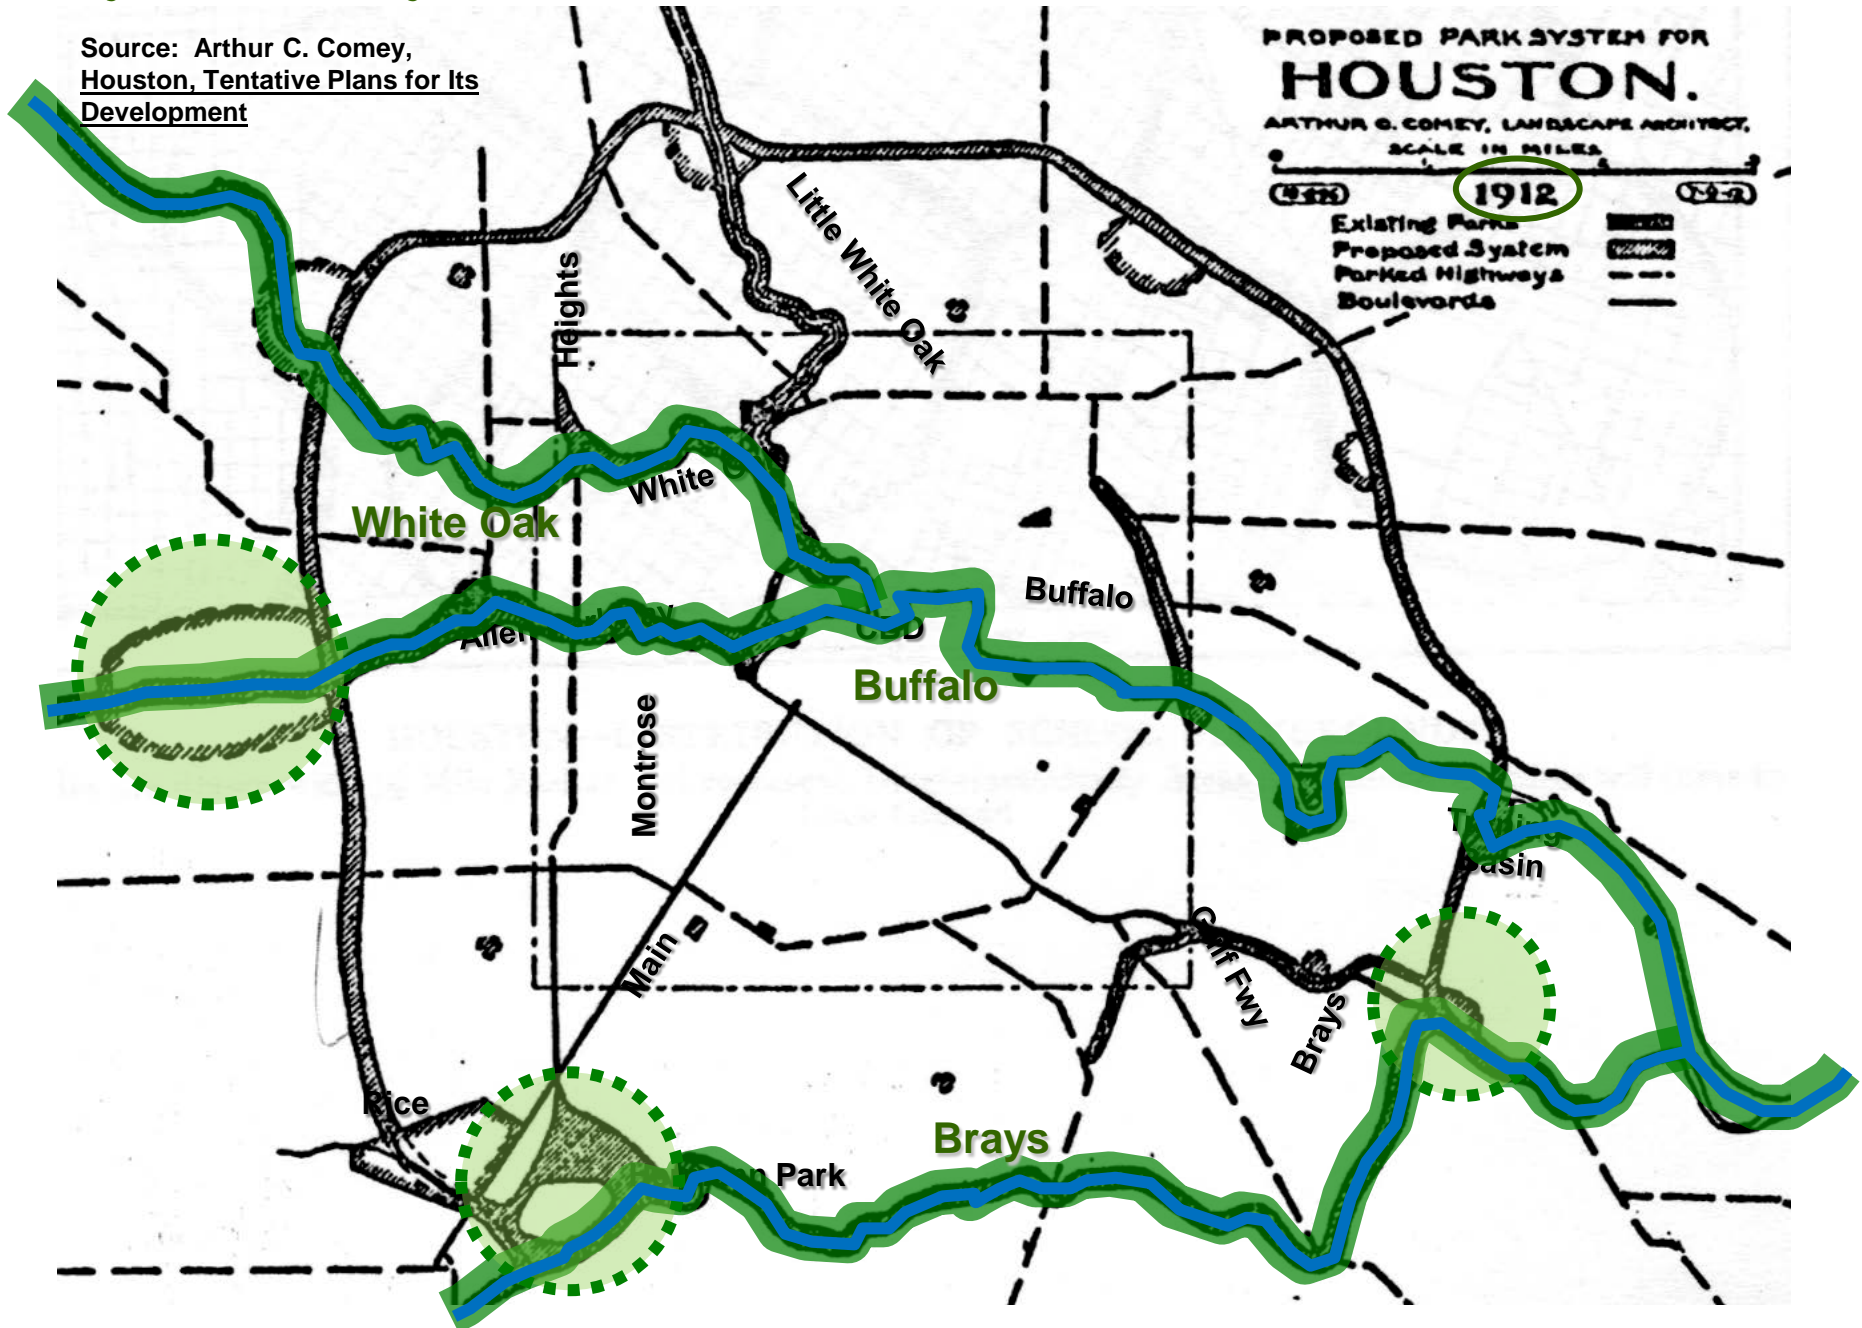 Source: Arthur C. Comey,
Houston, Tentative Plans for Its
Development
PROPOSED PARK SYSTEM FOR
HOUSTON.
ARTHUR C. COMEY, LANDSCAPE ARCHITECT,
SCALE IN MILES
1912
Existing Parks
Proposed System
Parked Highways
Boulevards
Little White Oak
Heights
White
White Oak
Buffalo
CBD
Buffalo
Montrose
Basin
Main
Gulf Fwy
Brays
Rice
Brays
Park